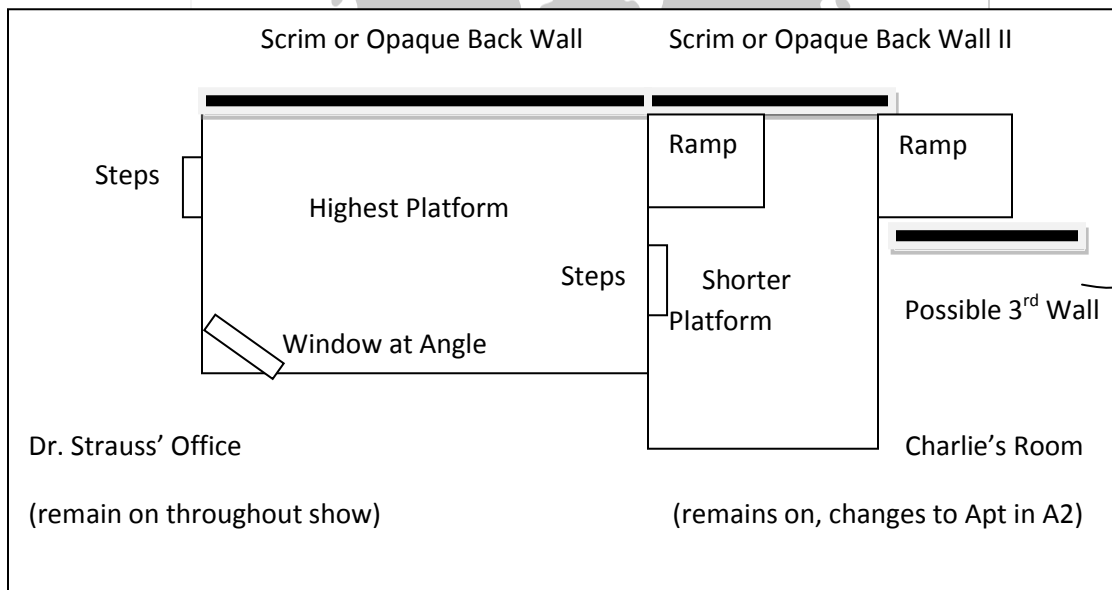 Scrim or Opaque Back Wall
Scrim or Opaque Back Wall II
Ramp
Ramp
Steps
Highest Platform
Steps
Shorter
Platform
Possible 3rd Wall
Window at Angle
Dr. Strauss’ Office
Charlie’s Room
(remain on throughout show)
(remains on, changes to Apt in A2)